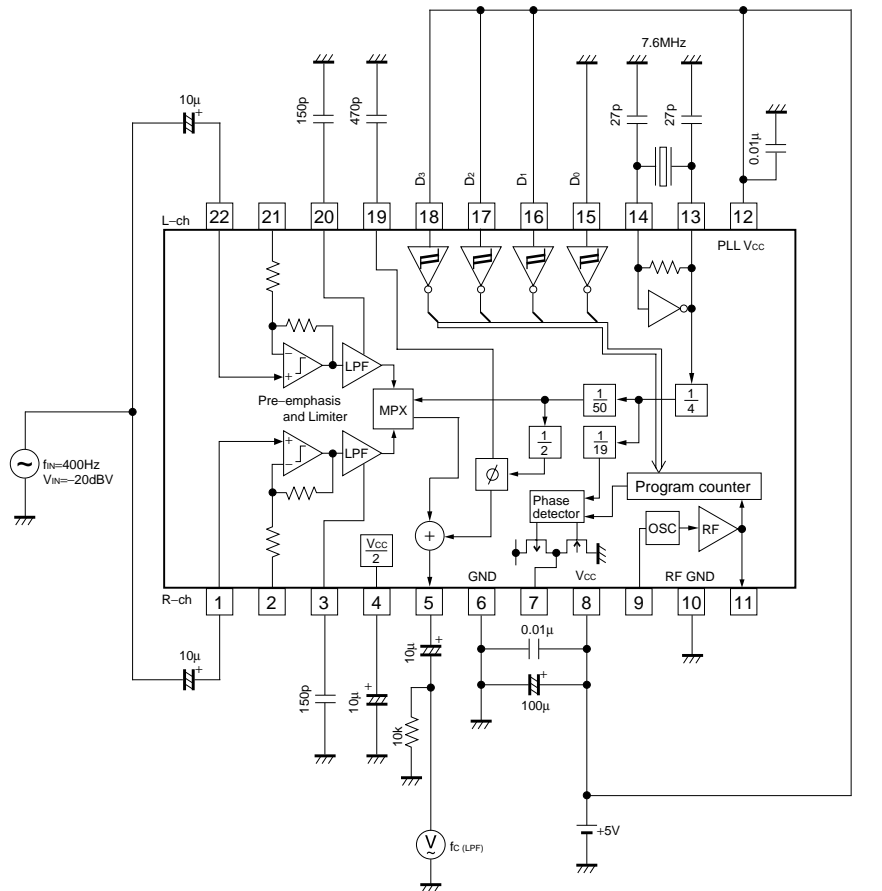 7.6MHz
10μ
+
150p
470p
27p
27p
0.01μ
D3
D2
D1
D0
L–ch
22
21
20
19
18
17
16
15
14
13
12
PLL VCC
–
+
LPF
Pre–emphasis
and Limiter
MPX
1/50
1/4
1/2
1/19
+
–
LPF
ϕ
Phase
detector
Program counter
OSC
RF
VCC/2
+
GND
VCC
RF GND
R–ch
1
2
3
4
5
6
7
8
9
10
11
~
fIN=400Hz
VIN=–20dBV
10μ
+
150p
10μ
+
10μ
+
10k
0.01μ
+
100μ
V
~
fC (LPF)
+5V